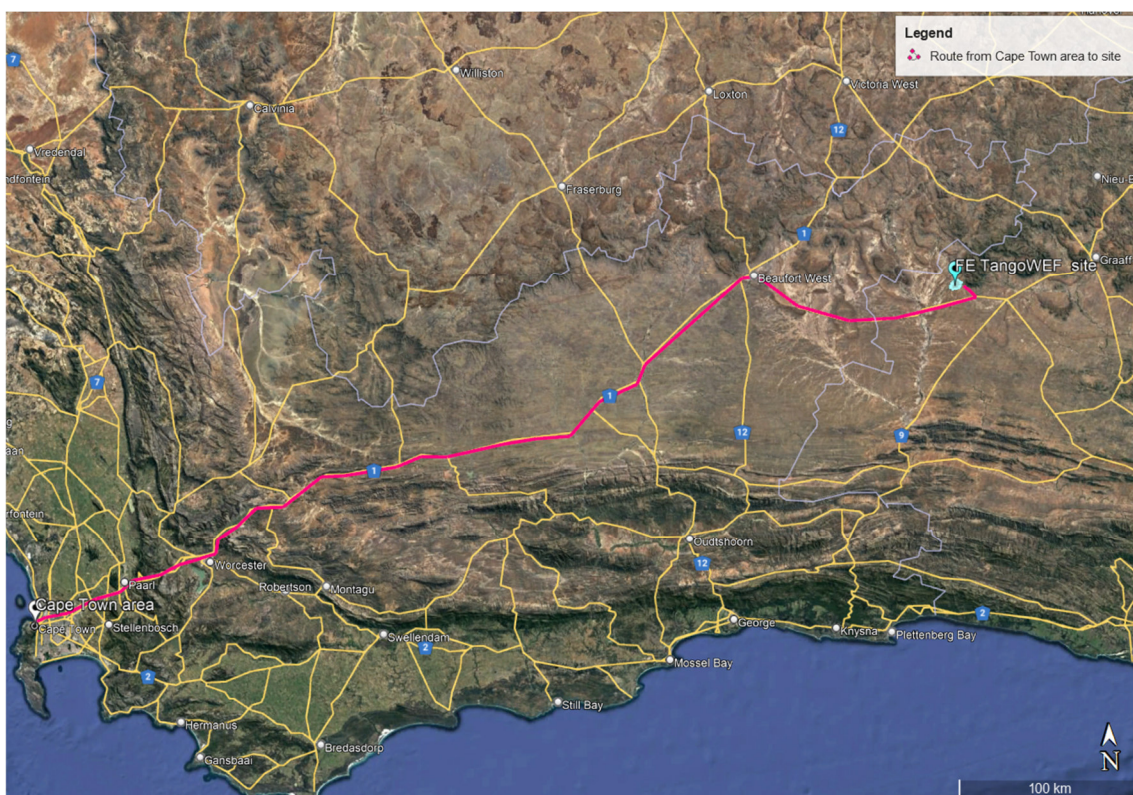 Legend
Route from Cape Town area to site
7
Williston
Loxton
Victoria West
Calvinia
12
Vredendal
ndfontein
Fraserburg
Nieu-B
1
Beaufort West
FE TangoWEF site
Graaff
7
1
12
9
1
rfontein
Oudtshoorn
Worcester
12
Paarl
Robertson
Montagu
Cape Town area
Cape Town
Stellenbosch
George
Knysna
Plettenberg Bay
2
Swellendam
2
2
Mossel Bay
Still Bay
Hermanus
Bredasdorp
Gansbaai
N
100 km